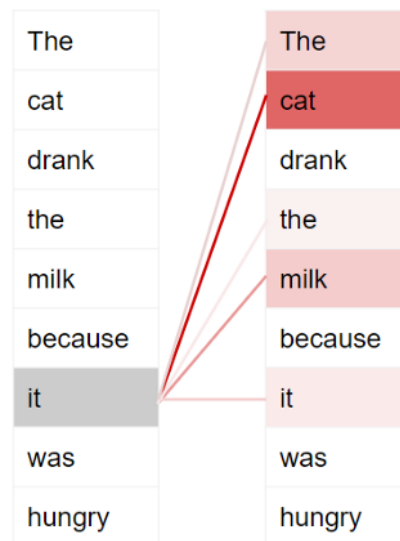 The The
cat cat
drank drank
the the
milk milk
because because
it it
was was
hungry hungry